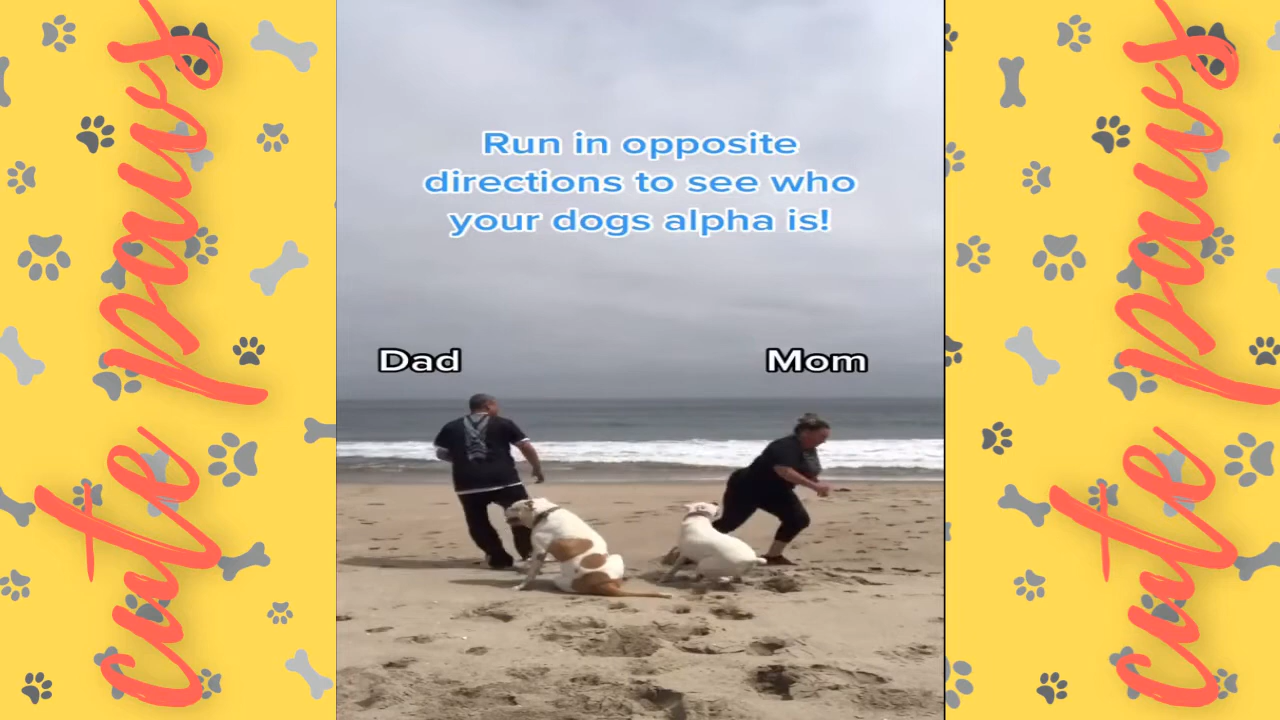 cute paws
Run in opposite
directions to see who
your dogs alpha is!
Dad
Mom
cute paws